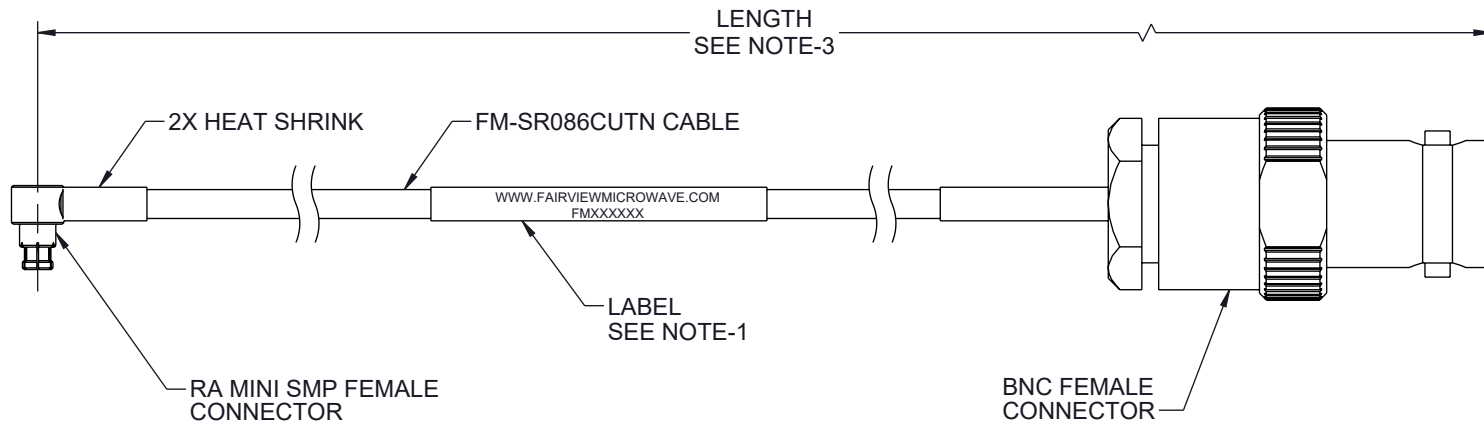 LENGTH
SEE NOTE-3
2X HEAT SHRINK
FM-SR086CUTN CABLE
WWW.FAIRVIEWMICROWAVE.COM
FMXXXXXX
LABEL
SEE NOTE-1
RA MINI SMP FEMALE
CONNECTOR
BNC FEMALE
CONNECTOR